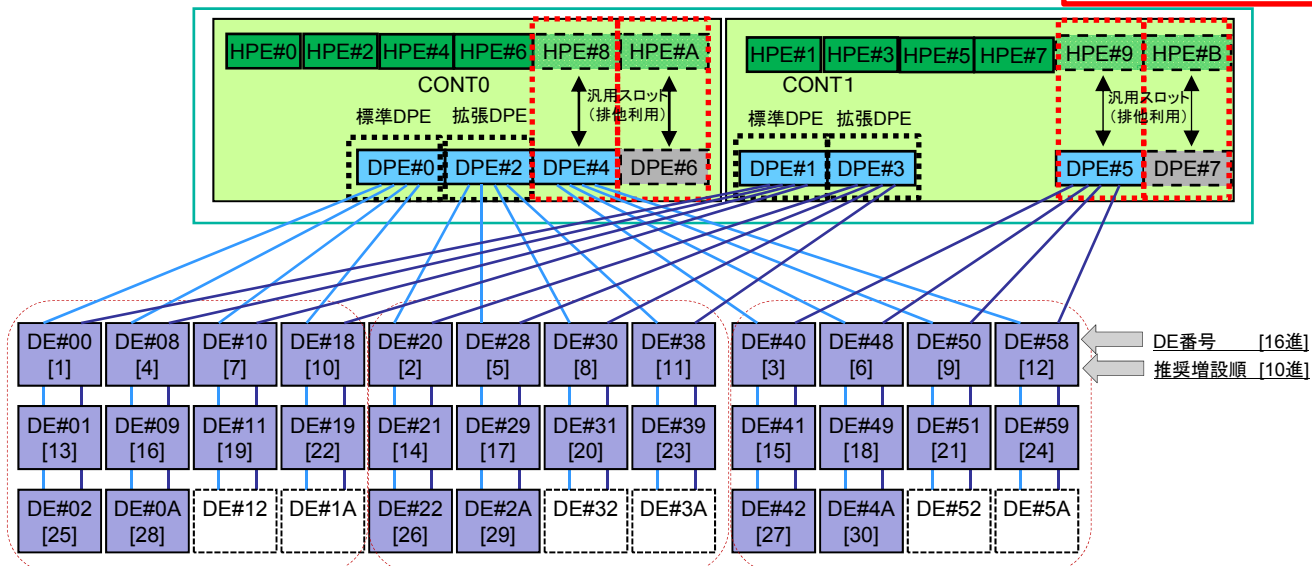 HPE#0 HPE#2 HPE#4 HPE#6 HPE#8 HPE#A HPE#1 HPE#3 HPE#5 HPE#7 HPE#9 HPE#B
CONT0
CONT1
汎用スロット
(排他利用)
汎用スロット
(排他利用)
標準DPE 拡張DPE
標準DPE 拡張DPE
DPE#0 DPE#2 DPE#4 DPE#6 DPE#1 DPE#3 DPE#5 DPE#7
DE#00 DE#08 DE#10 DE#18 DE#20 DE#28 DE#30 DE#38 DE#40 DE#48 DE#50 DE#58
[1] [4] [7] [10] [2] [5] [8] [11] [3] [6] [9] [12]
DE番号 [16進]
推奨増設順 [10進]
DE#01 DE#09 DE#11 DE#19 DE#21 DE#29 DE#31 DE#39 DE#41 DE#49 DE#51 DE#59
[13] [16] [19] [22] [14] [17] [20] [23] [15] [18] [21] [24]
DE#02 DE#0A DE#12 DE#1A DE#22 DE#2A DE#32 DE#3A DE#42 DE#4A DE#52 DE#5A
[25] [28] [26] [29] [27] [30]